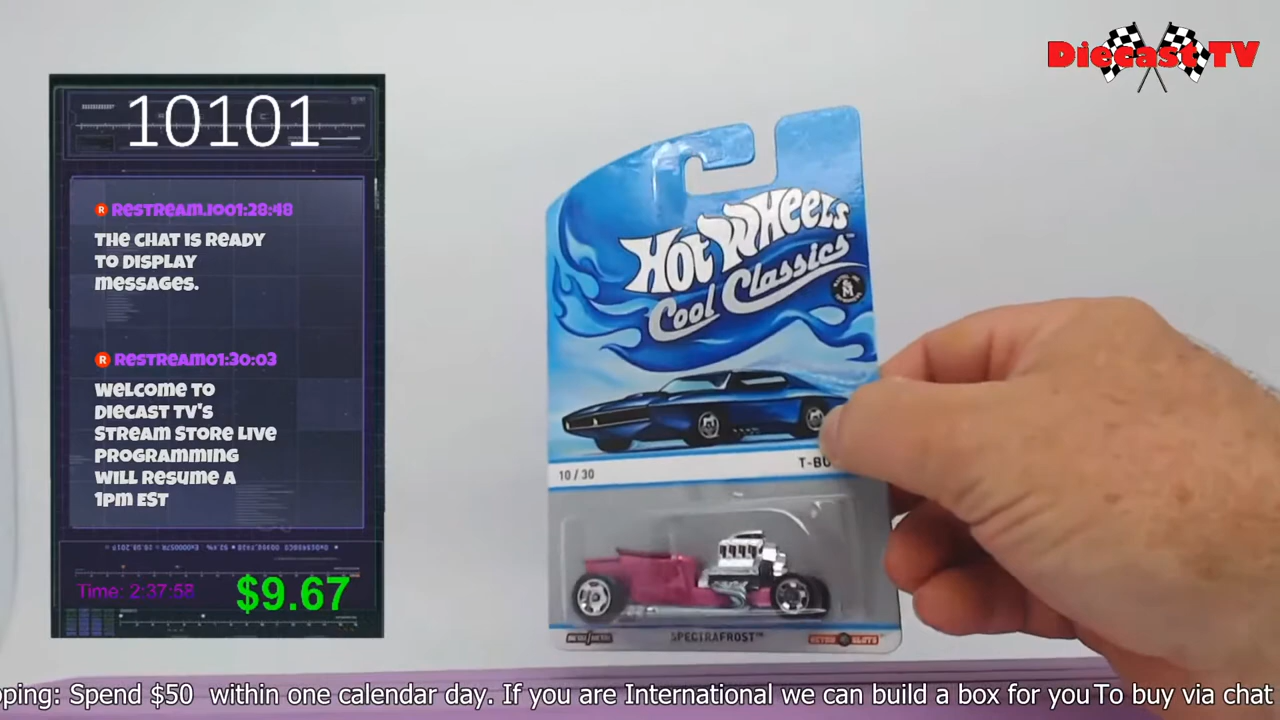 Diecast TV
10101
Restream.io01:28:48
The chat is ready
to display
messages.
Restream01:30:03
Welcome to
Diecast TV's
Stream Store Live
programming
will resume a
1pm EST
Time: 2:37:58
$9.67
Hot Wheels
Cool Classics™
10/30
SPECTRAFROST™
pping: Spend $50 within one calendar day. If you are International we can build a box for you To buy via chat